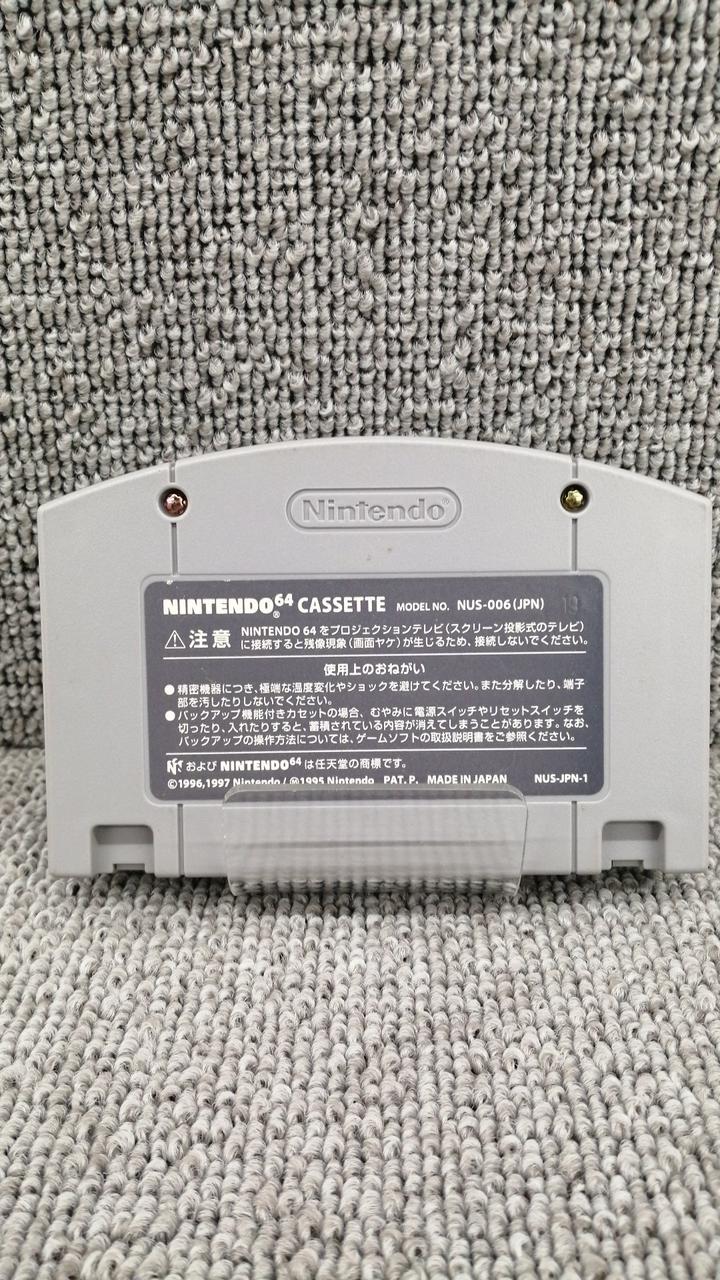 Nintendo®
NINTENDO64® CASSETTE MODEL NO. NUS-006(JPN) 19
⚠注意 NINTENDO 64 をプロジェクションテレビ(スクリーン投影式のテレビ)
に接続すると残像現象(画面ヤケ)が生じるため、接続しないでください。
使用上のおねがい
●精密機器につき、極端な温度変化やショックを避けてください。また分解したり、端子
部を汚したりしないでください。
●バックアップ機能付きカセットの場合、むやみに電源スイッチやリセットスイッチを
切ったり、入れたりすると、蓄積されている内容が消えてしまうことがあります。なお、
バックアップの操作方法については、ゲームソフトの取扱説明書をご参照ください。
および NINTENDO64 は任天堂の商標です。
©1996,1997 Nintendo/Ⓜ1995 Nintendo PAT. P. MADE IN JAPAN NUS-JPN-1